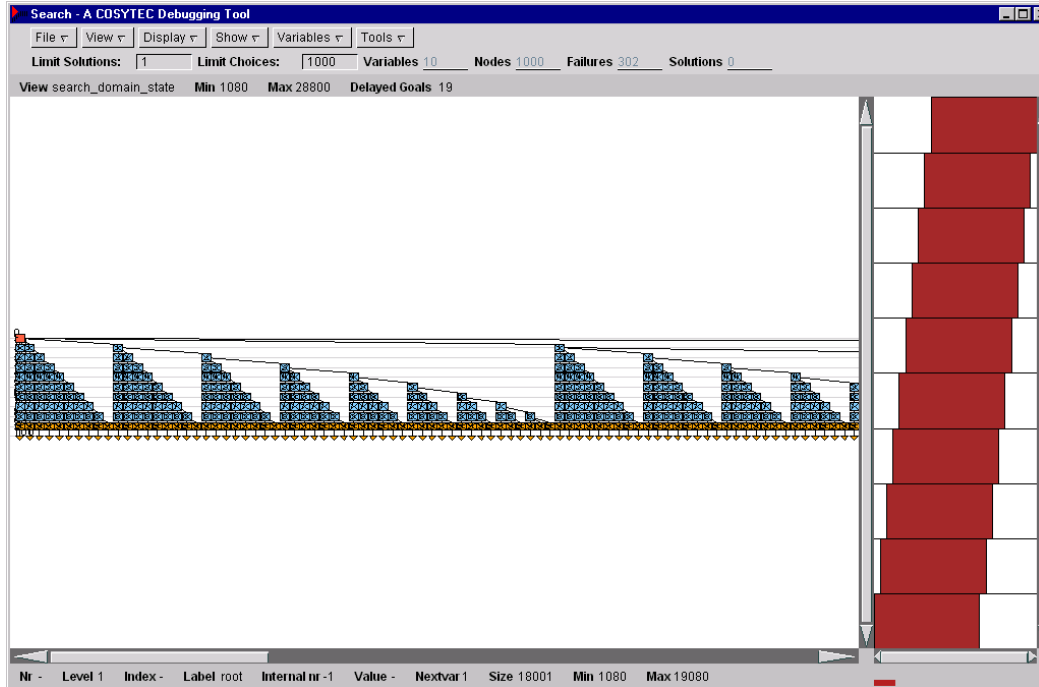 Search - A COSYTEC Debugging Tool
File View Display Show Variables Tools
Limit Solutions: 1 Limit Choices: 1000 Variables 10 Nodes 1000 Failures 302 Solutions 0
View search_domain_state Min 1080 Max 28800 Delayed Goals 19
Nr - Level 1 Index - Label root Internal nr -1 Value - Nextvar 1 Size 18001 Min 1080 Max 19080